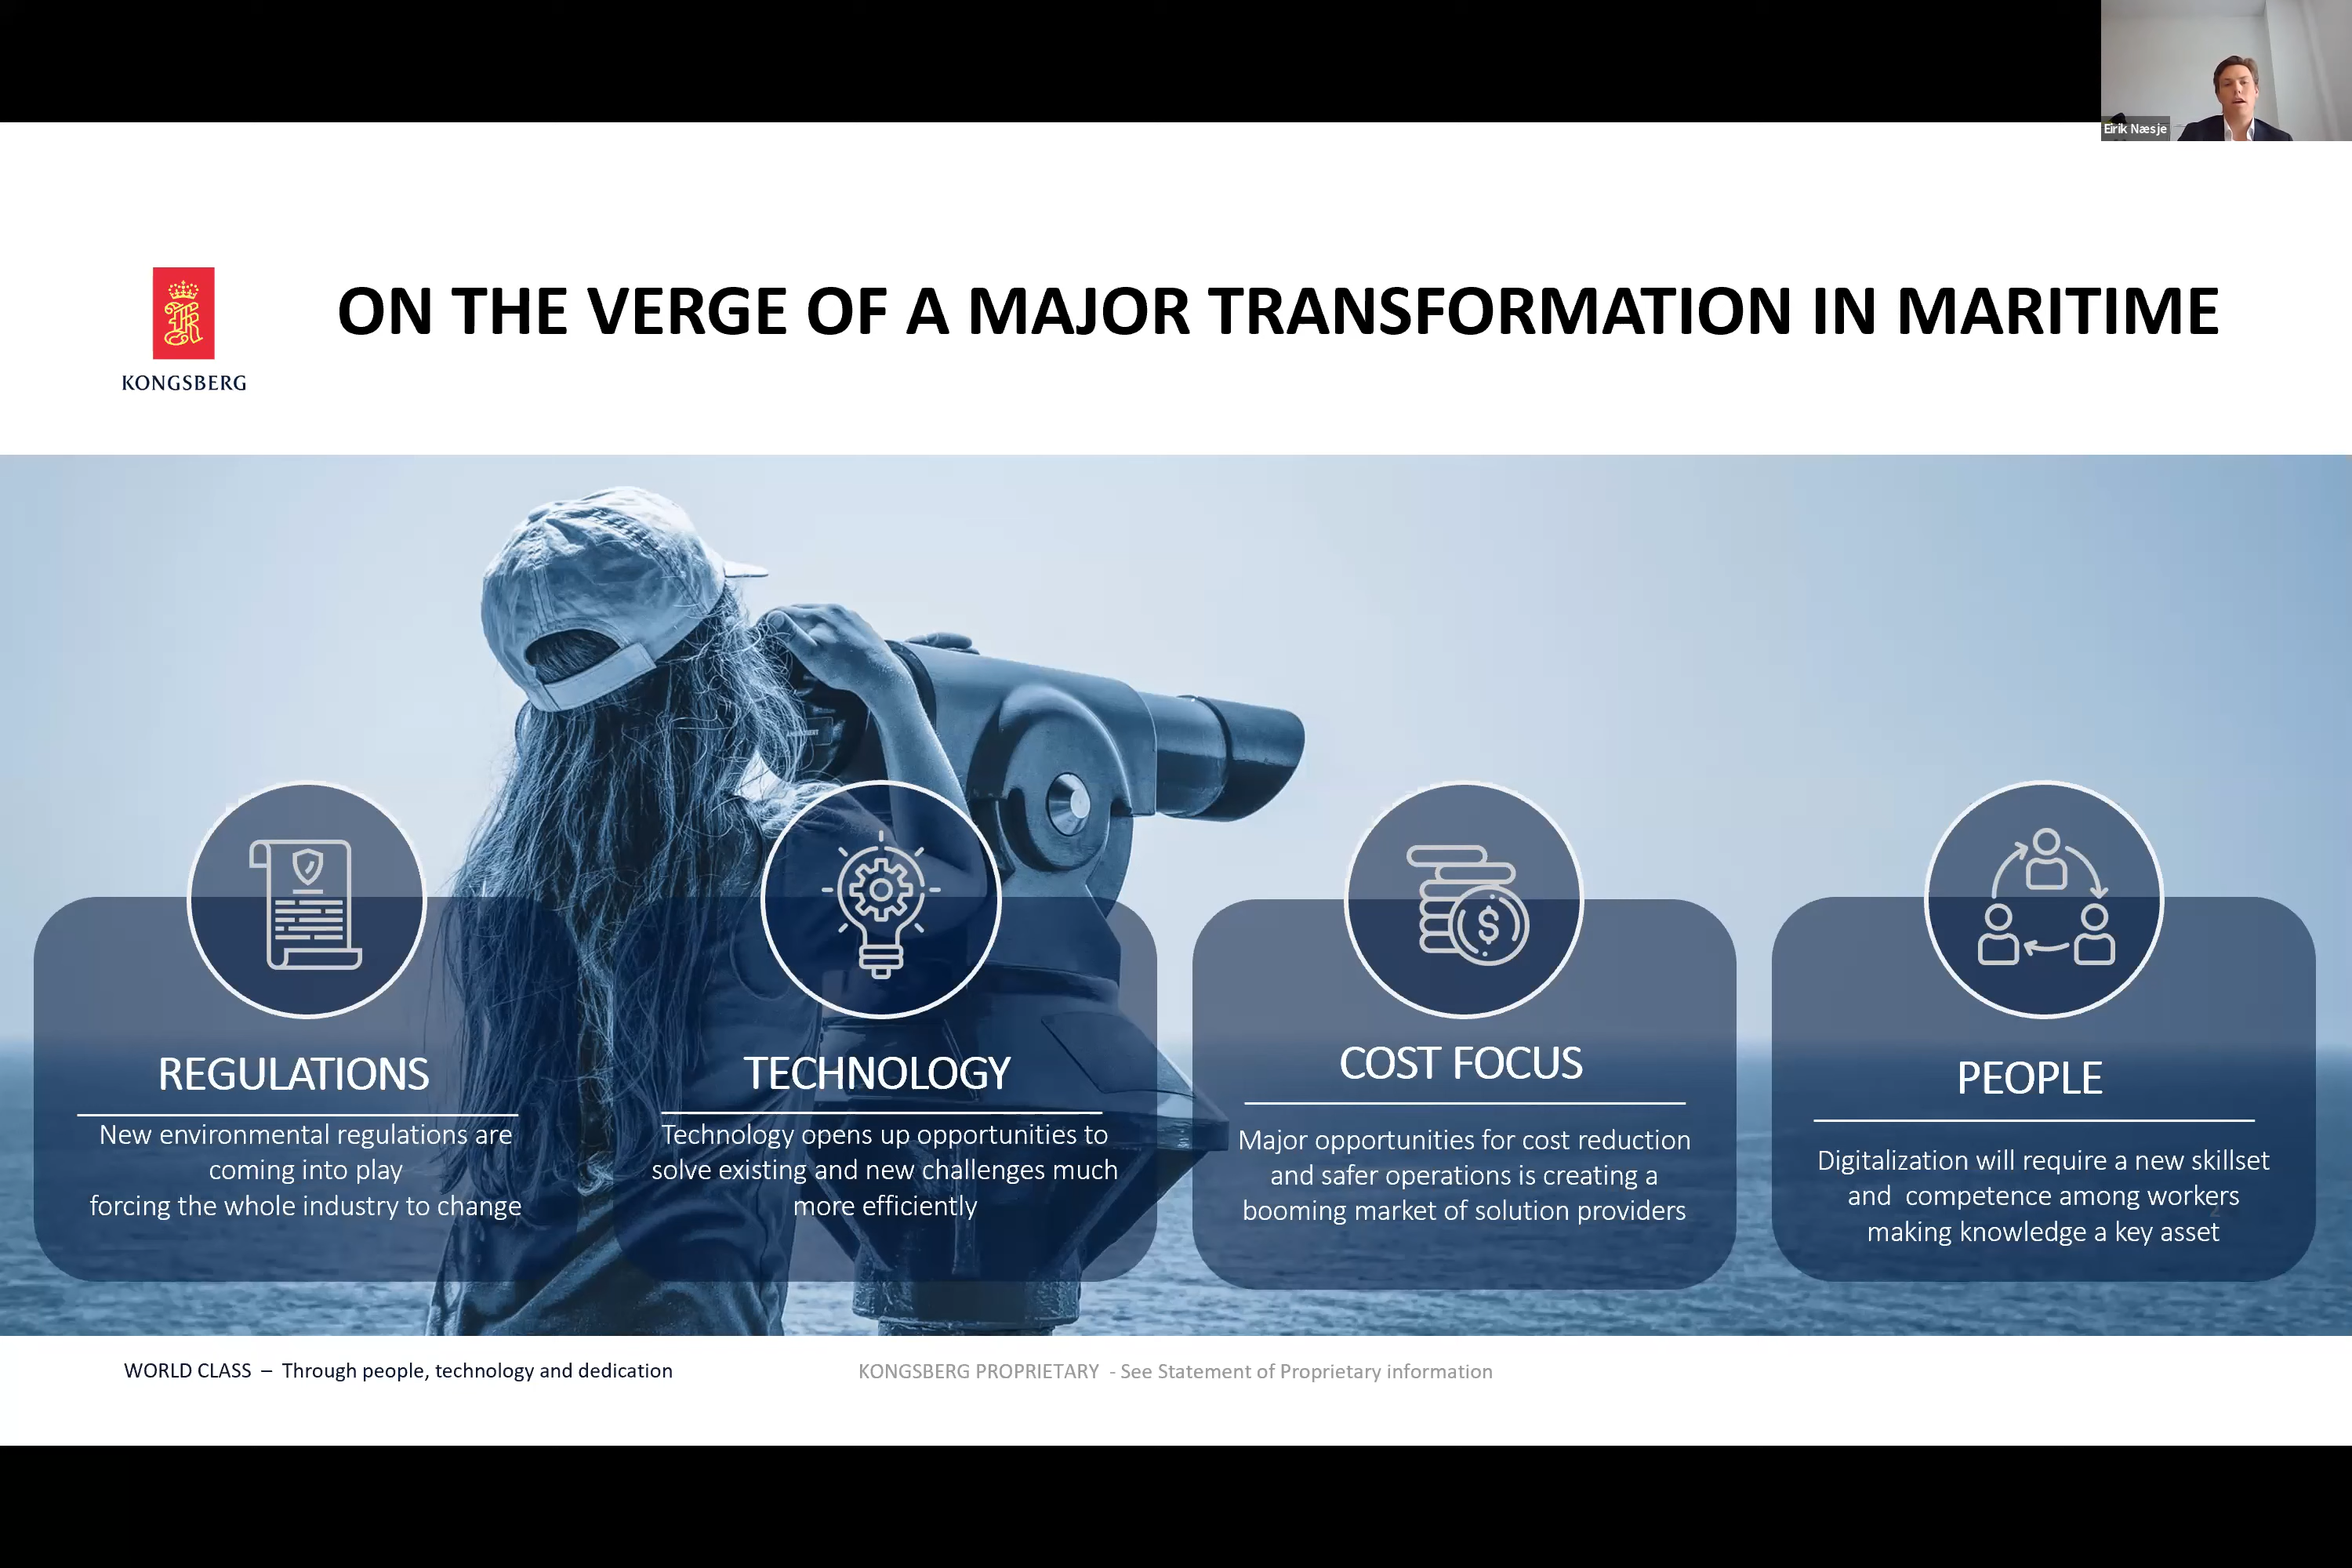 Eirik Næsje
ON THE VERGE OF A MAJOR TRANSFORMATION IN MARITIME
KONGSBERG
REGULATIONS
New environmental regulations are
coming into play
forcing the whole industry to change
TECHNOLOGY
Technology opens up opportunities to
solve existing and new challenges much
more efficiently
COST FOCUS
$
Major opportunities for cost reduction
and safer operations is creating a
booming market of solution providers
PEOPLE
Digitalization will require a new skillset
and competence among workers
making knowledge a key asset
2
WORLD CLASS – Through people, technology and dedication
KONGSBERG PROPRIETARY - See Statement of Proprietary information